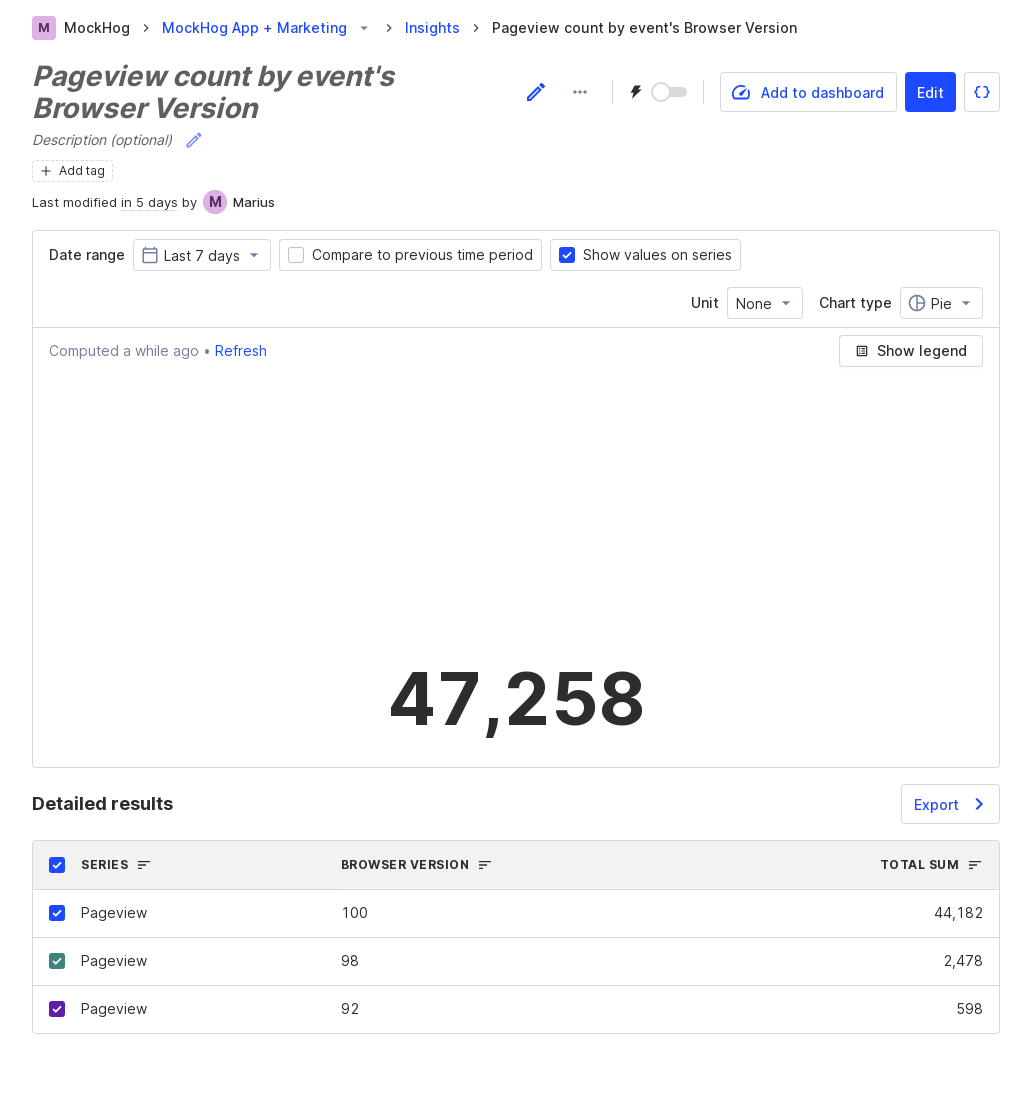 M MockHog MockHog App + Marketing Insights Pageview count by event's Browser Version
Pageview count by event's
Browser Version
Add to dashboard Edit
Description (optional)
Add tag
Last modified in 5 days by M Marius
Date range Last 7 days Compare to previous time period Show values on series
Unit None Chart type Pie
Computed a while ago • Refresh Show legend
47,258
Detailed results Export
SERIES BROWSER VERSION TOTAL SUM
Pageview 100 44,182
Pageview 98 2,478
Pageview 92 598